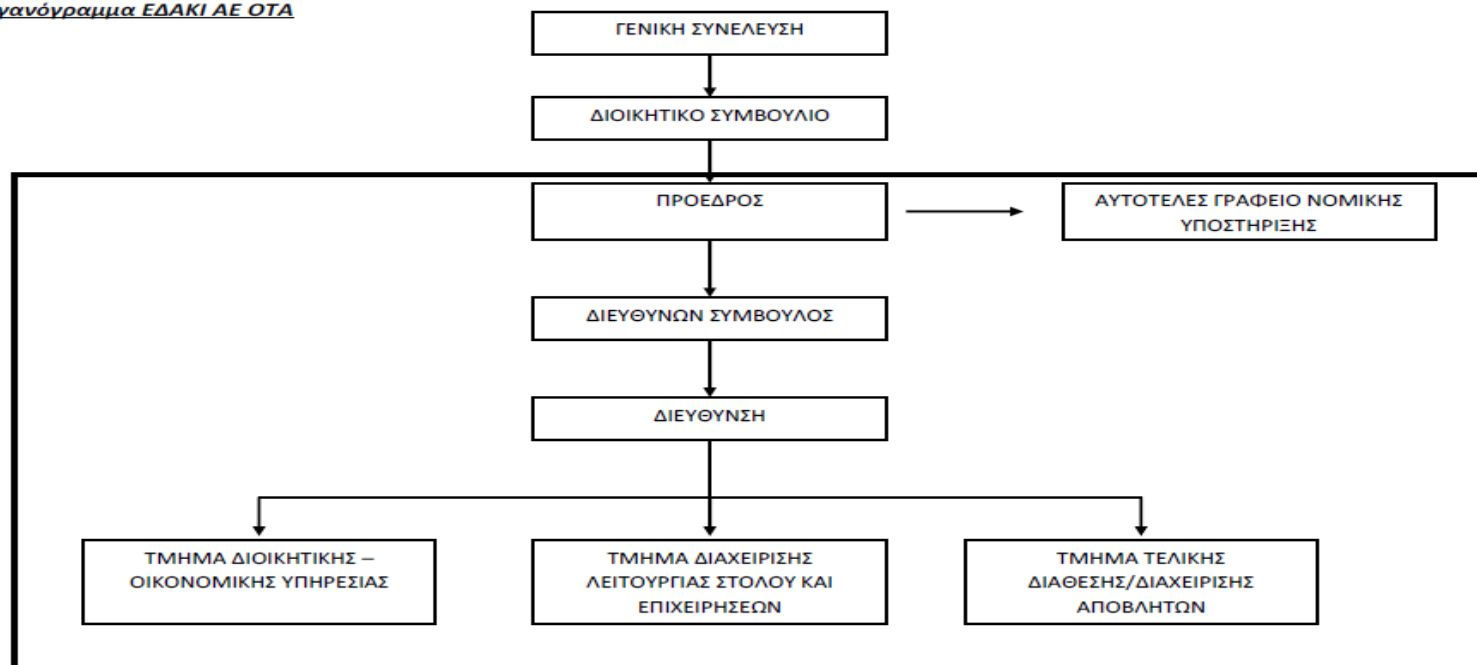 γανόγραμμα ΕΔΑΚΙ ΑΕ ΟΤΑ
ΓΕΝΙΚΗ ΣΥΝΕΛΕΥΣΗ
ΔΙΟΙΚΗΤΙΚΟ ΣΥΜΒΟΥΛΙΟ
ΠΡΟΕΔΡΟΣ
ΑΥΤΟΤΕΛΕΣ ΓΡΑΦΕΙΟ ΝΟΜΙΚΗΣ
ΥΠΟΣΤΗΡΙΞΗΣ
ΔΙΕΥΘΥΝΩΝ ΣΥΜΒΟΥΛΟΣ
ΔΙΕΥΘΥΝΣΗ
ΤΜΗΜΑ ΔΙΟΙΚΗΤΙΚΗΣ –
ΟΙΚΟΝΟΜΙΚΗΣ ΥΠΗΡΕΣΙΑΣ
ΤΜΗΜΑ ΔΙΑΧΕΙΡΙΣΗΣ
ΛΕΙΤΟΥΡΓΙΑΣ ΣΤΟΛΟΥ ΚΑΙ
ΕΠΙΧΕΙΡΗΣΕΩΝ
ΤΜΗΜΑ ΤΕΛΙΚΗΣ
ΔΙΑΘΕΣΗΣ/ΔΙΑΧΕΙΡΙΣΗΣ
ΑΠΟΒΛΗΤΩΝ